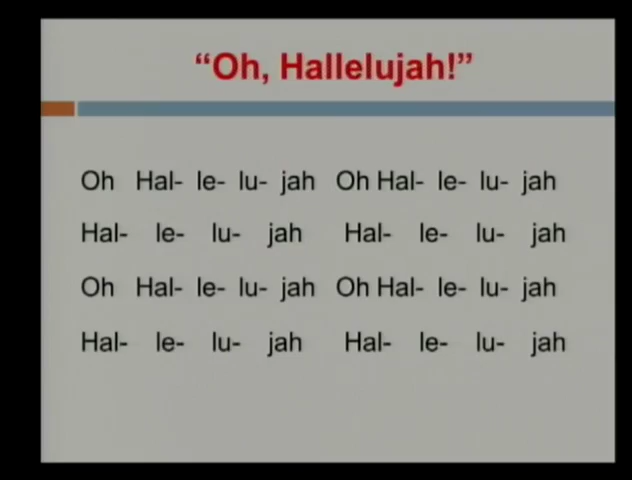 “Oh, Hallelujah!”
Oh Hal- le- lu- jah Oh Hal- le- lu- jah
Hal- le- lu- jah Hal- le- lu- jah
Oh Hal- le- lu- jah Oh Hal- le- lu- jah
Hal- le- lu- jah Hal- le- lu- jah